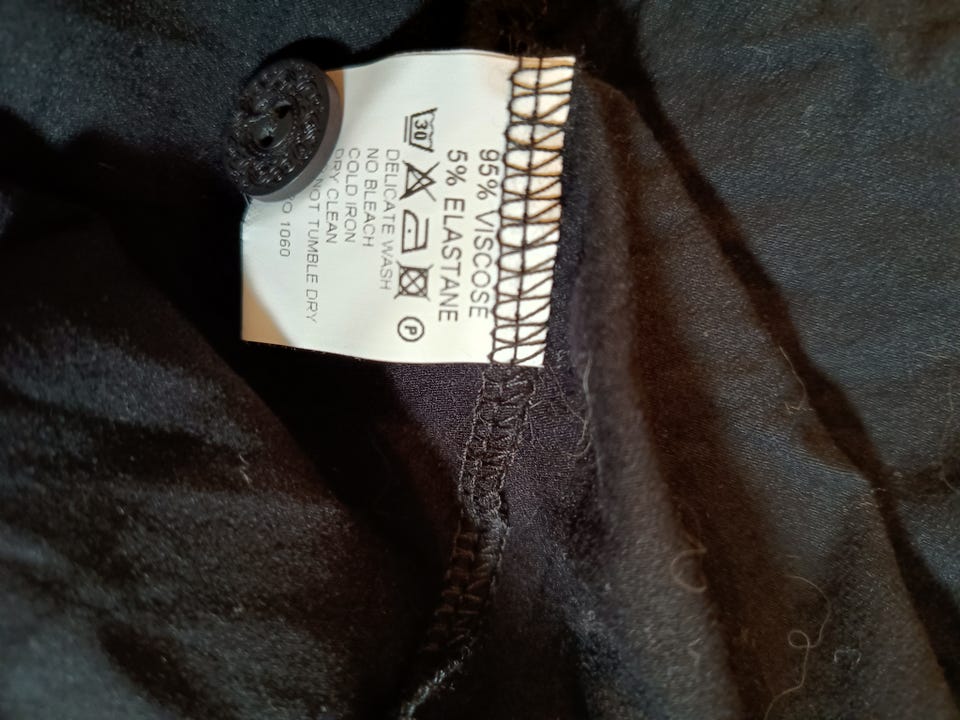 95% VISCOSE
5% ELASTANE
30 P
DELICATE WASH
NO BLEACH
COLD IRON
DRY CLEAN
NOT TUMBLE DRY
1060